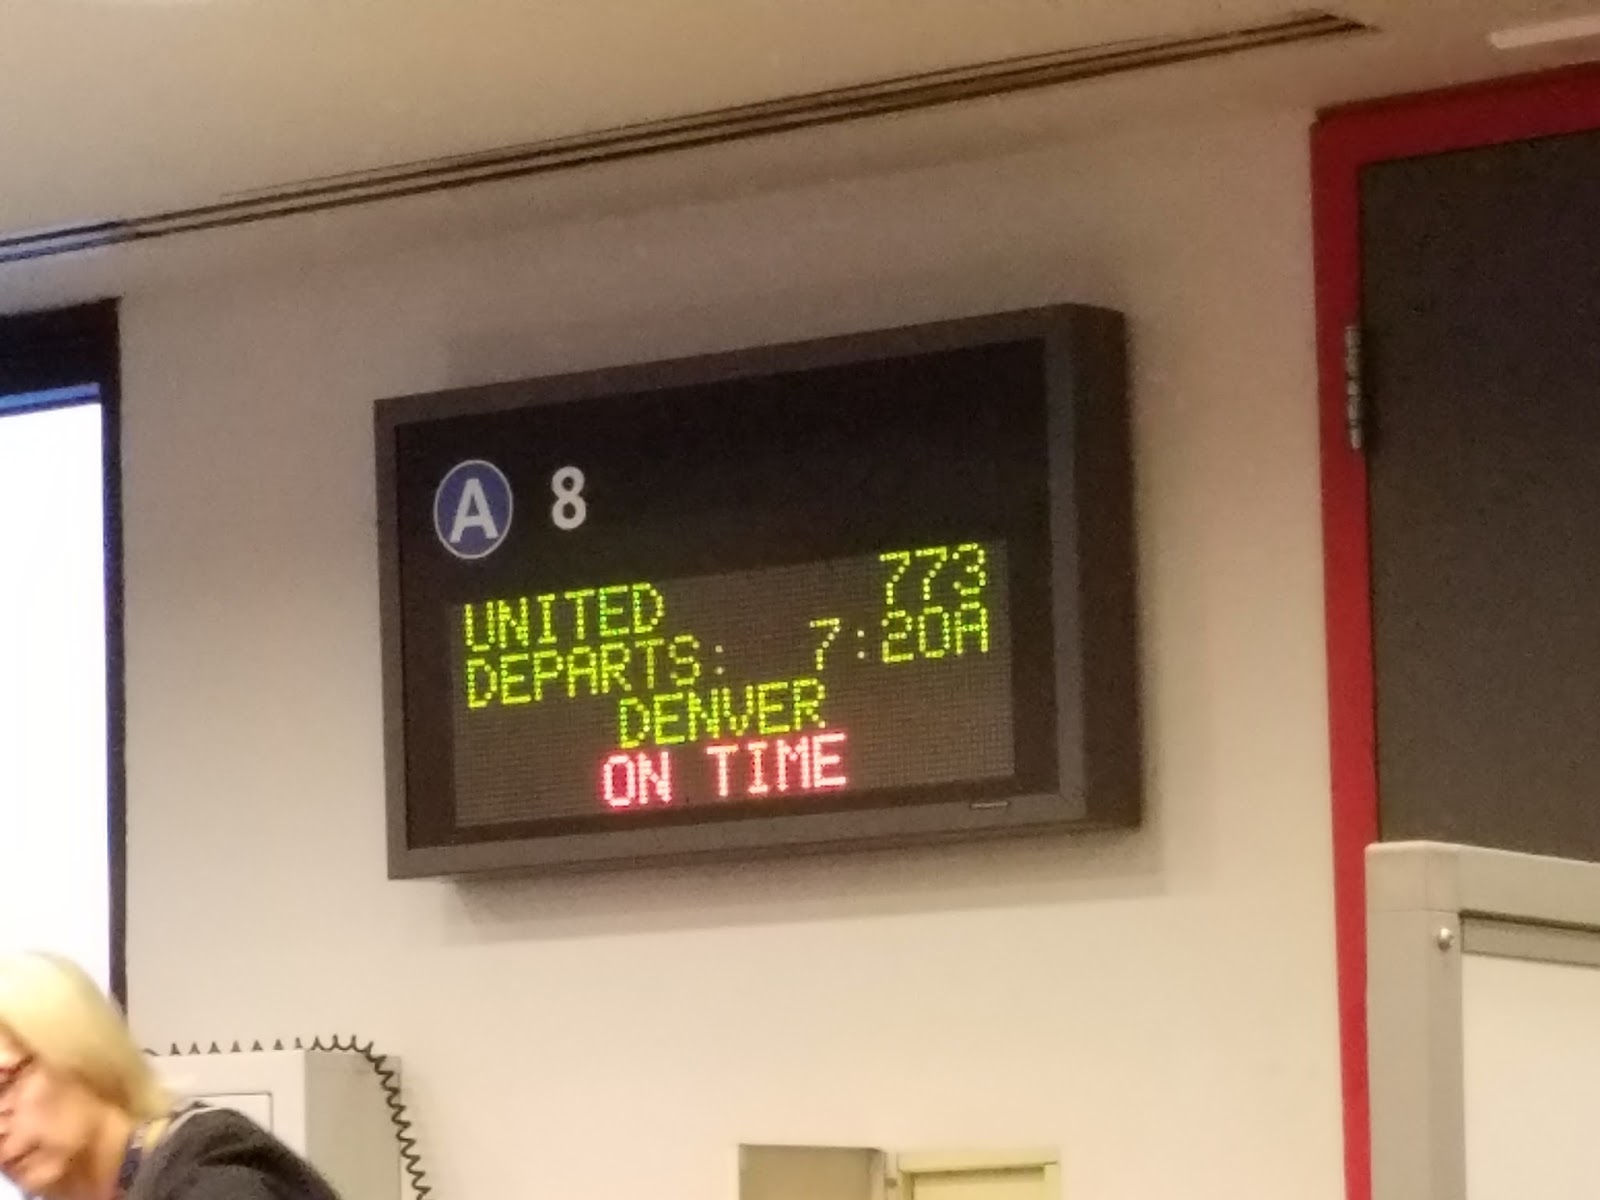 A 8
UNITED 773
DEPARTS: 7:20A
DENVER
ON TIME